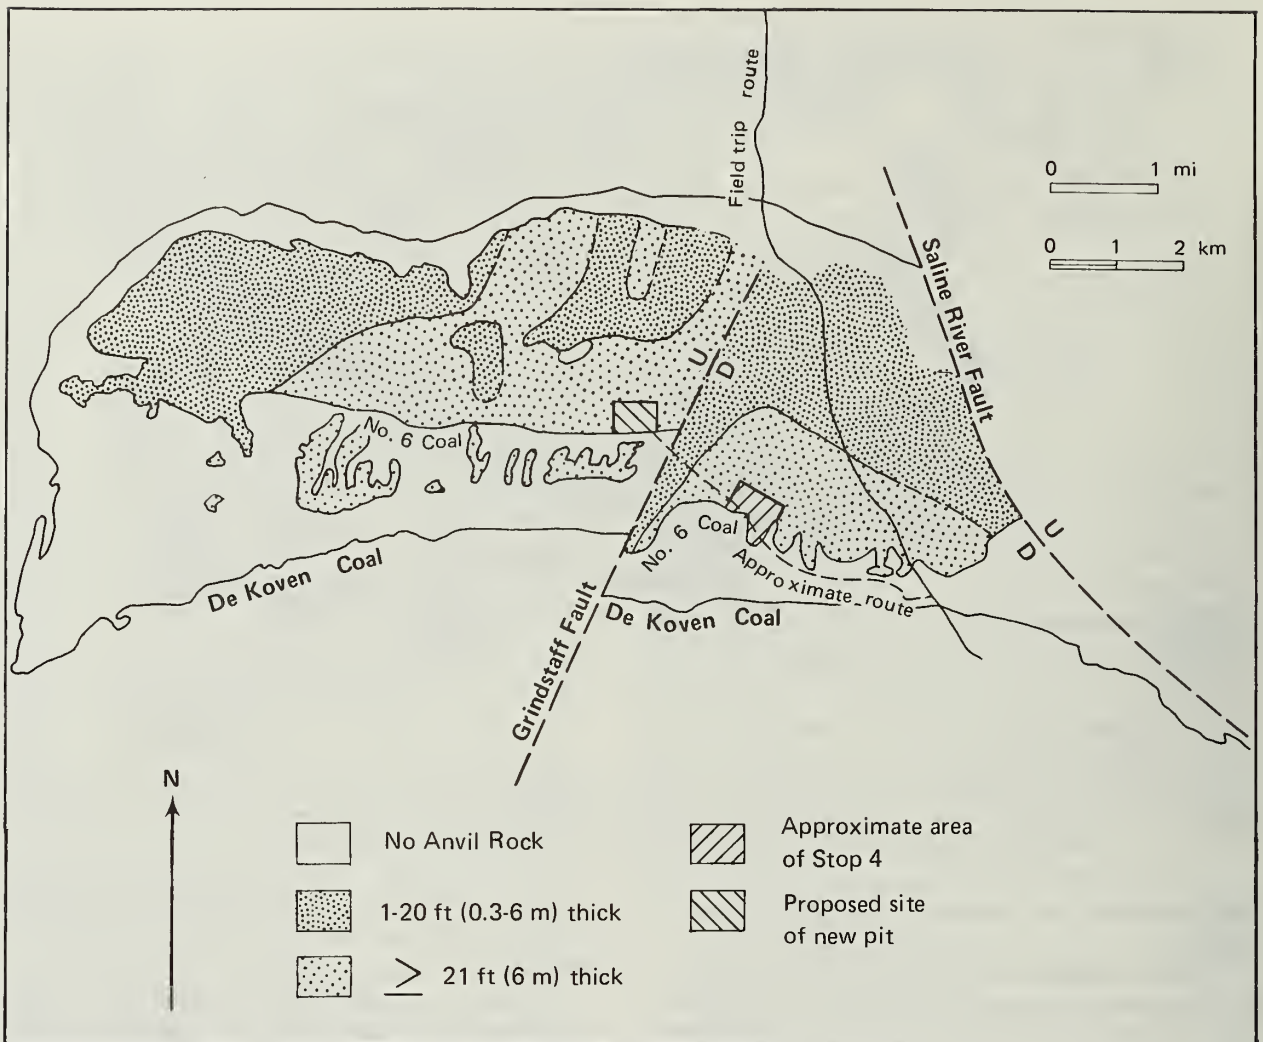 Field trip route
0 1 mi
0 1 2 km
Saline River Fault
U
D
No. 6 Coal
U
D
No. 6 Coal
Approximate route
De Koven Coal
De Koven Coal
Grindstaff Fault
N
No Anvil Rock
1-20 ft (0.3-6 m) thick
≥ 21 ft (6 m) thick
Approximate area
of Stop 4
Proposed site
of new pit